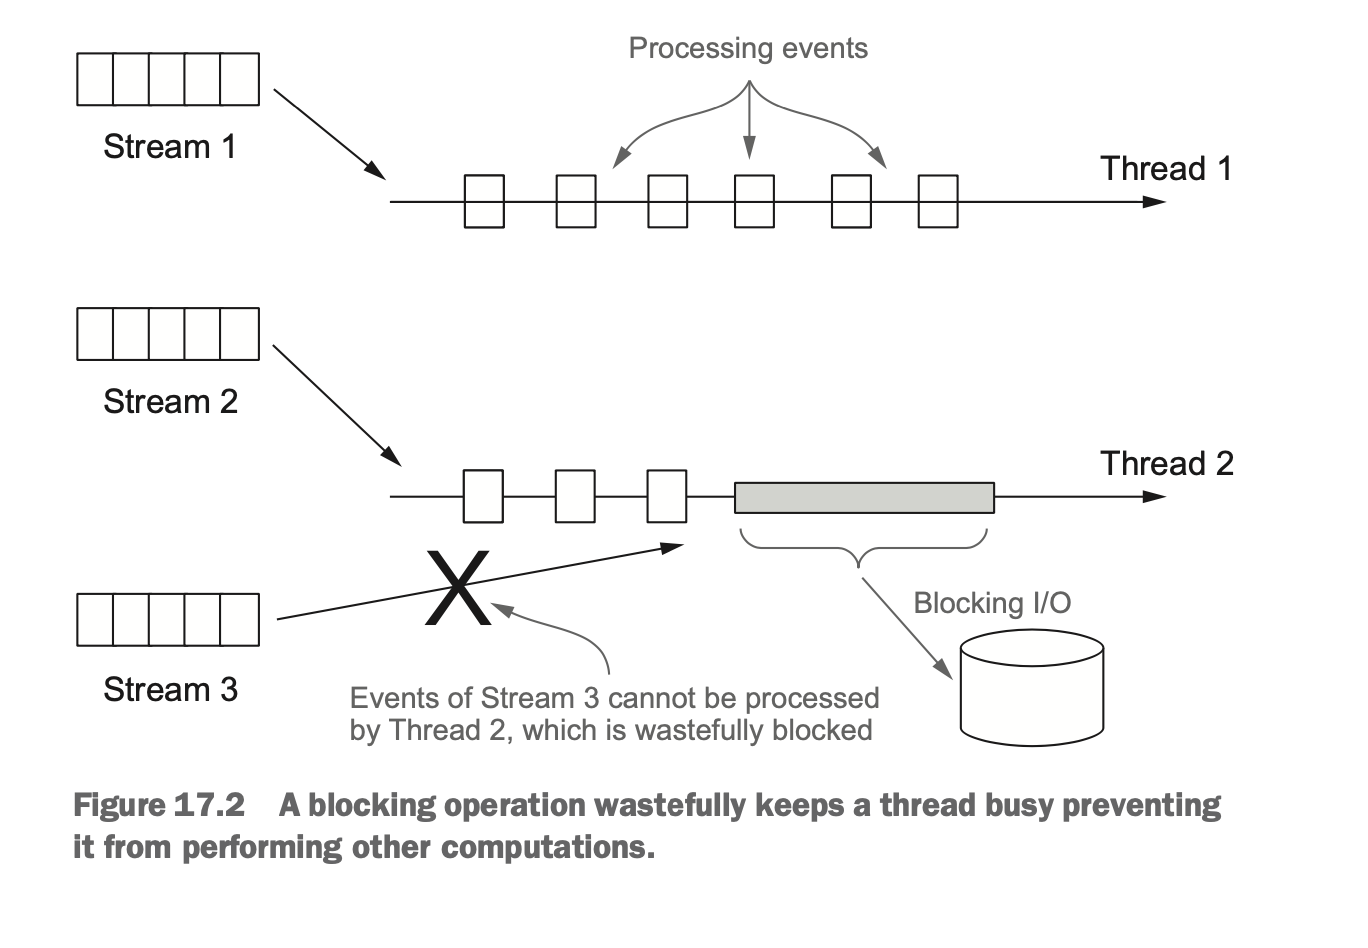 Processing events
Stream 1
Thread 1
Stream 2
Thread 2
Blocking I/O
Stream 3
Events of Stream 3 cannot be processed
by Thread 2, which is wastefully blocked
X
Figure 17.2 A blocking operation wastefully keeps a thread busy preventing
it from performing other computations.